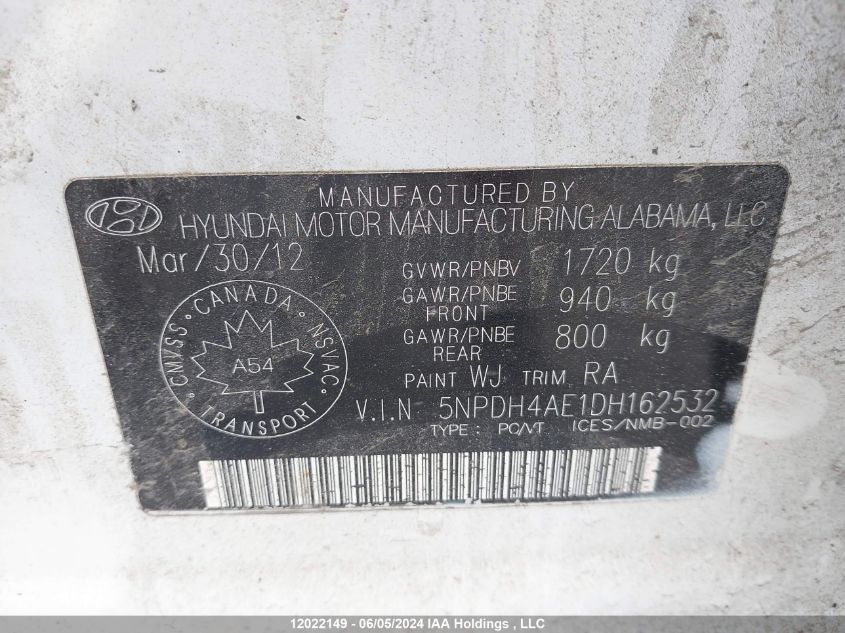 MANUFACTURED BY
HYUNDAI MOTOR MANUFACTURING ALABAMA, LLC
Mar/30/12
GVWR/PNBV 1720 kg
GAWR/PNBE FRONT 940 kg
GAWR/PNBE REAR 800 kg
CANADA
CMVSS NSVAC
A54
TRANSPORT
PAINT WJ TRIM RA
V.I.N 5NPDH4AE1DH162532
TYPE : PC/VT ICES/NMB-002
12022149 - 06/05/2024 IAA Holdings , LLC